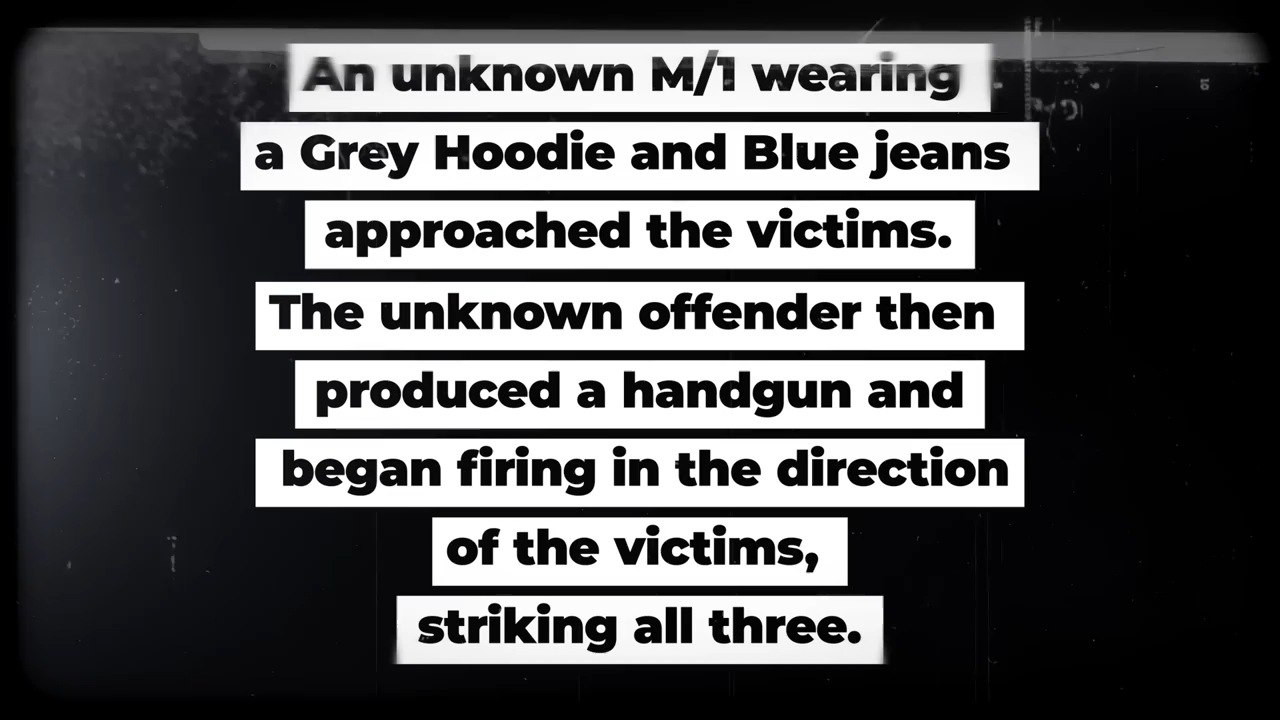 An unknown M/1 wearing
a Grey Hoodie and Blue jeans
approached the victims.
The unknown offender then
produced a handgun and
began firing in the direction
of the victims,
striking all three.